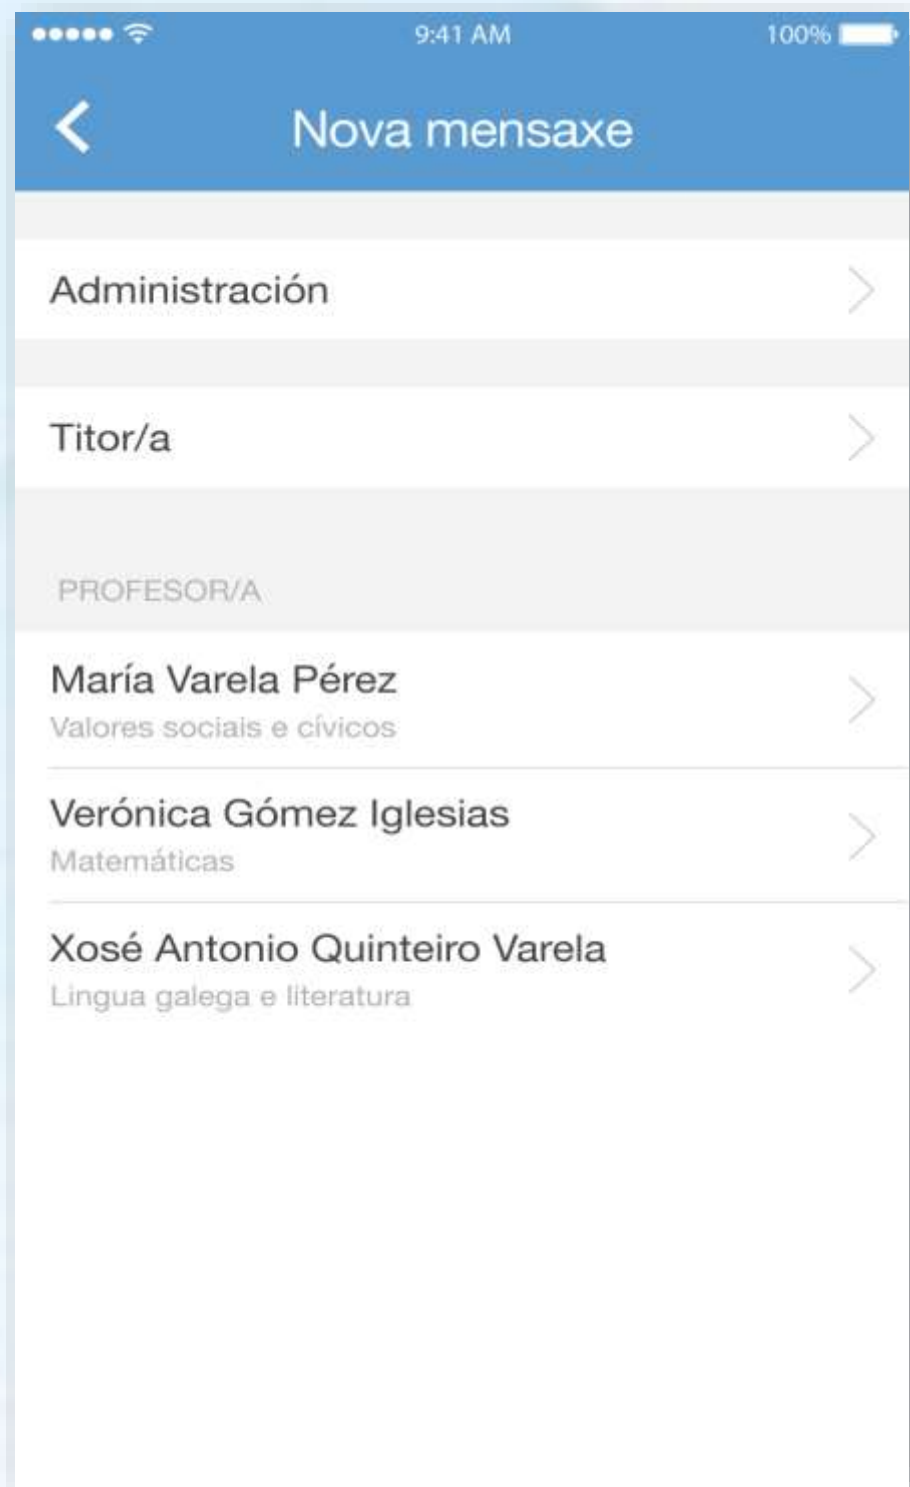 9:41 AM
100%
Nova mensaxe
Administración
Titor/a
PROFESOR/A
María Varela Pérez
Valores sociais e cívicos
Verónica Gómez Iglesias
Matemáticas
Xosé Antonio Quinteiro Varela
Lingua galega e literatura